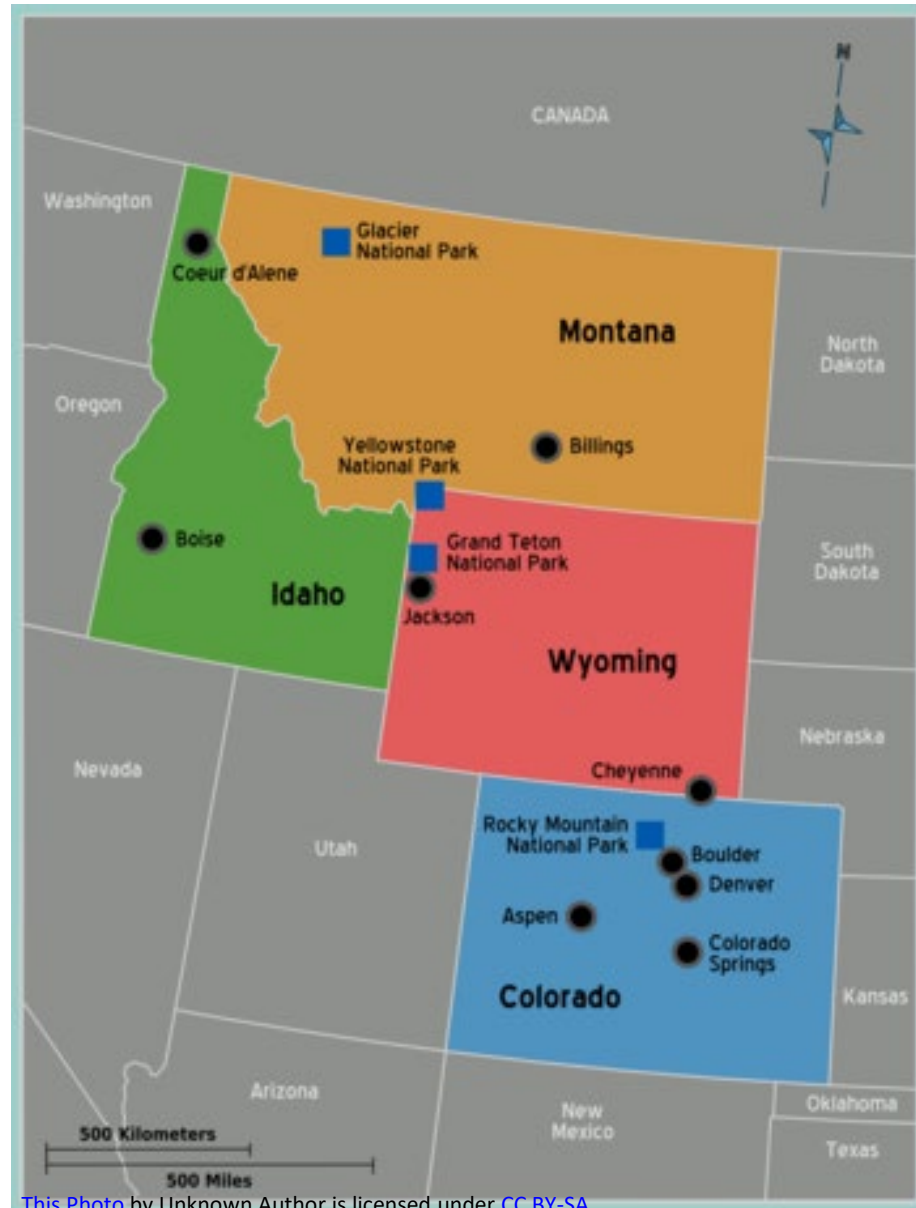 N
CANADA
Washington
Glacier
National Park
Coeur d'Alene
Montana
North
Dakota
Oregon
Yellowstone
National Park
Billings
Boise
Grand Teton
National Park
South
Dakota
Idaho
Jackson
Wyoming
Nebraska
Nevada
Cheyenne
Utah
Rocky Mountain
National Park
Boulder
Denver
Aspen
Colorado
Springs
Colorado
Kansas
Arizona
New
Mexico
Oklahoma
Texas
500 Kilometers
500 Miles
This Photo by Unknown Author is licensed under CC BY-SA